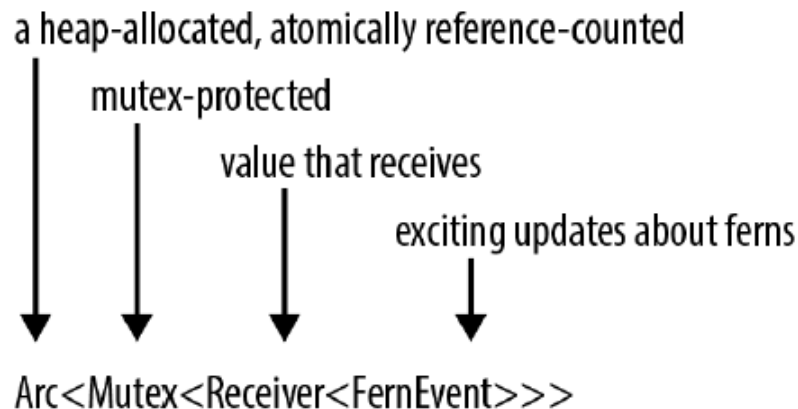 a heap-allocated, atomically reference-counted
mutex-protected
value that receives
exciting updates about ferns
Arc<Mutex<Receiver<FernEvent>>>